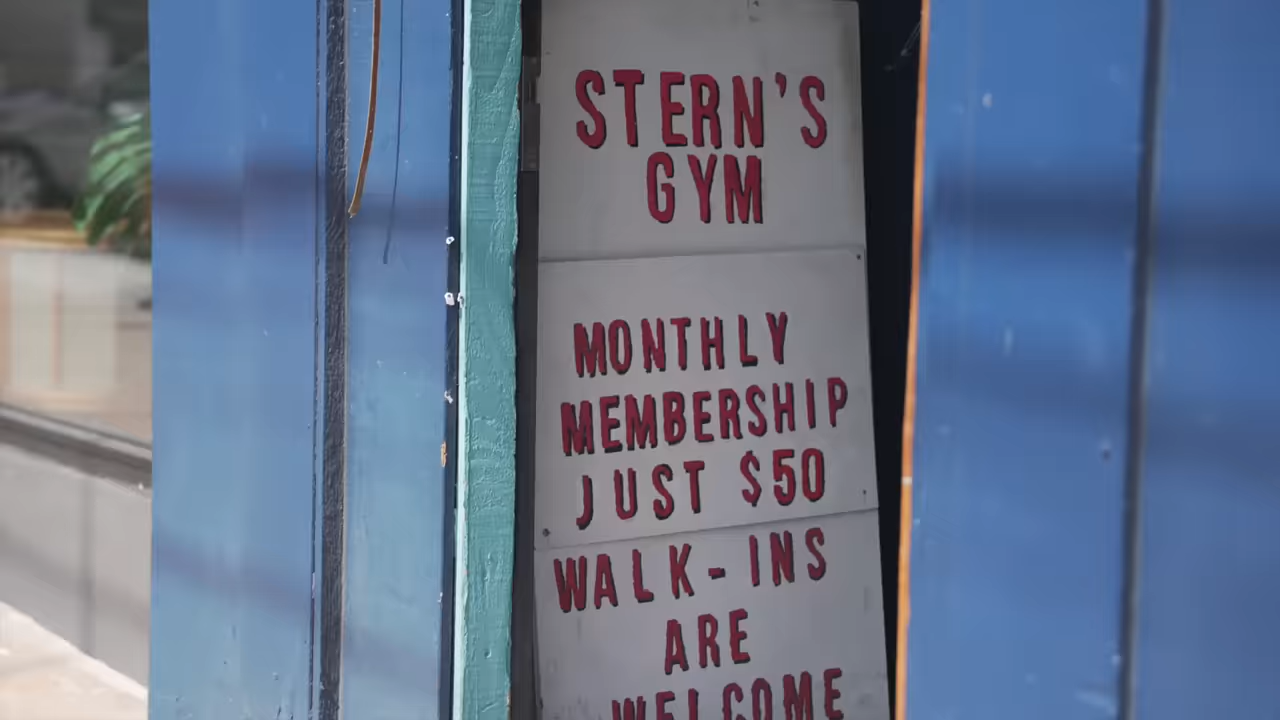 STERN'S
GYM
MONTHLY
MEMBERSHIP
JUST $50
WALK-INS
ARE
WELCOME